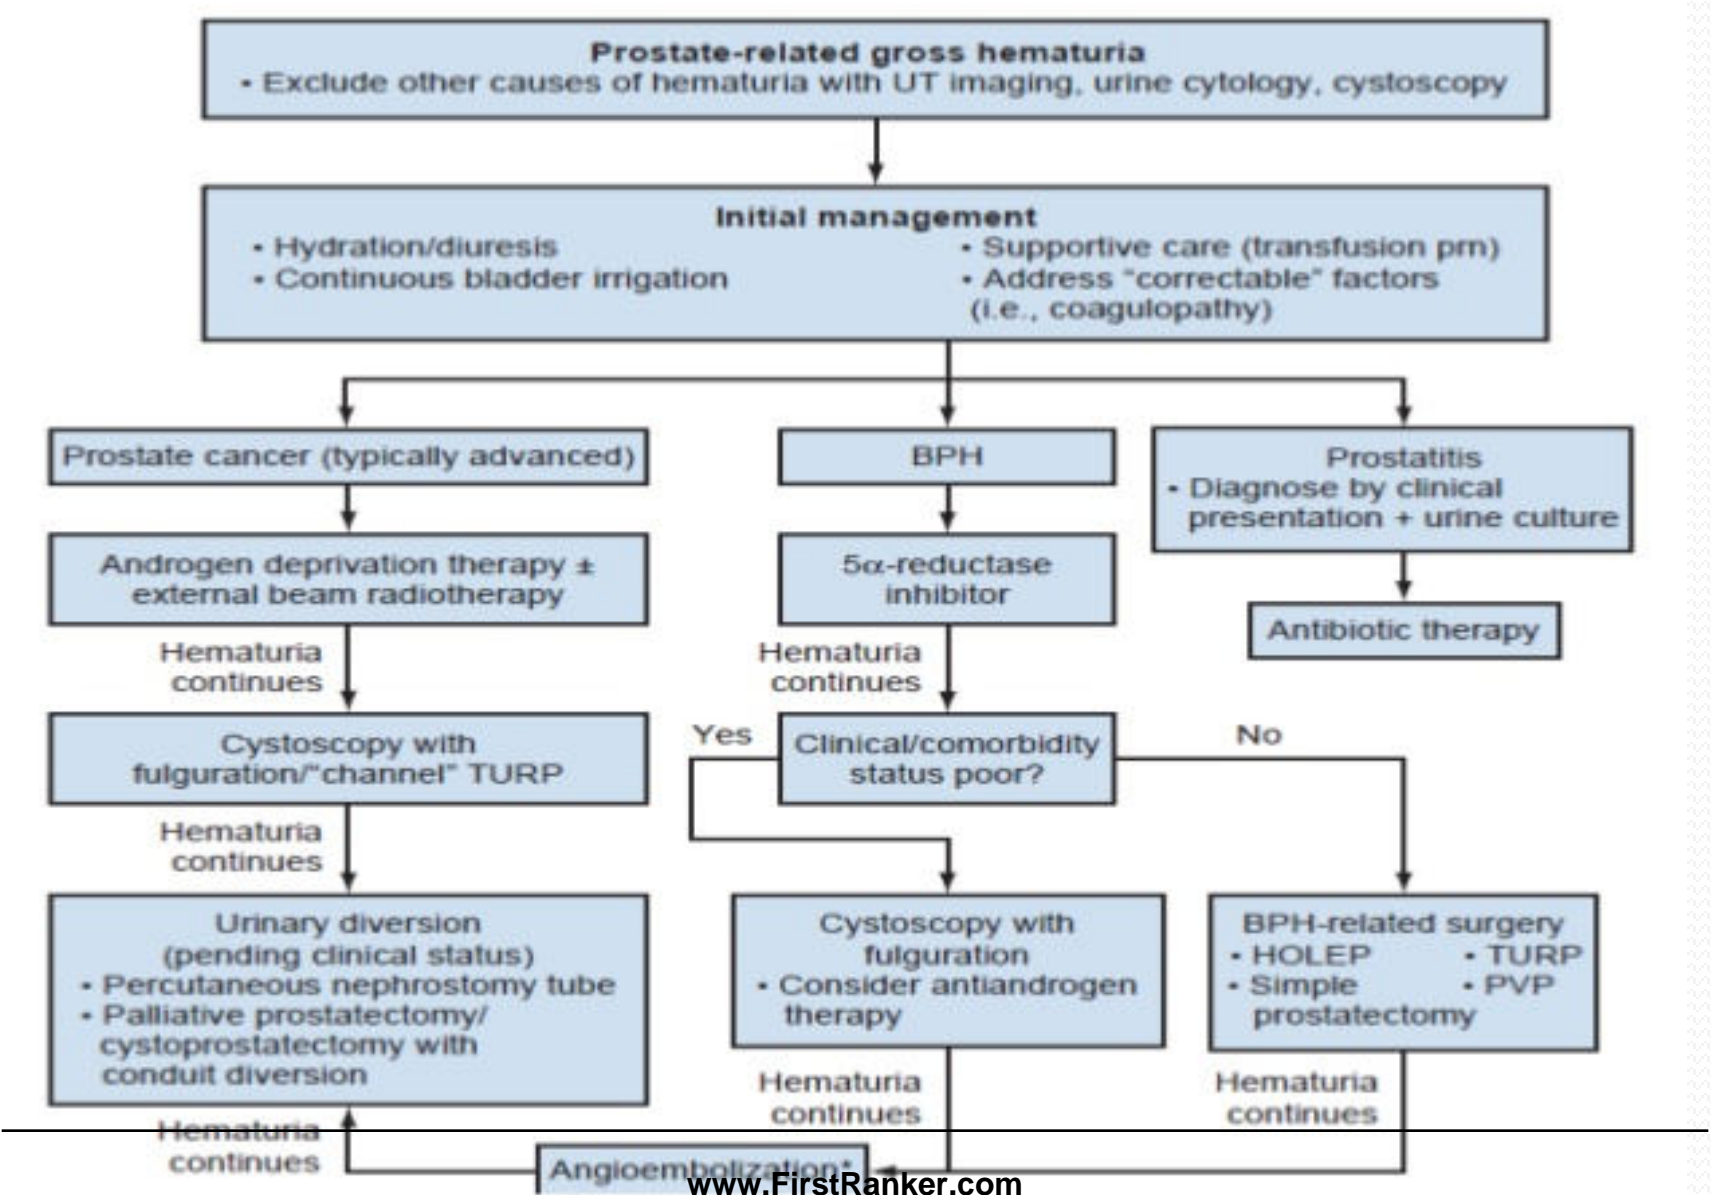 Prostate-related gross hematuria
• Exclude other causes of hematuria with UT imaging, urine cytology, cystoscopy
Initial management
• Hydration/diuresis
• Continuous bladder irrigation
• Supportive care (transfusion prn)
• Address “correctable” factors
(i.e., coagulopathy)
Prostate cancer (typically advanced)
Androgen deprivation therapy ±
external beam radiotherapy
Hematuria
continues
Cystoscopy with
fulguration/“channel” TURP
Hematuria
continues
Urinary diversion
(pending clinical status)
• Percutaneous nephrostomy tube
• Palliative prostatectomy/
cystoprostatectomy with
conduit diversion
Hematuria
continues
BPH
5α-reductase
inhibitor
Hematuria
continues
Clinical/comorbidity
status poor?
Yes
No
Cystoscopy with
fulguration
• Consider antiandrogen
therapy
Hematuria
continues
BPH-related surgery
• HOLEP
• Simple
prostatectomy
• TURP
• PVP
Hematuria
continues
Prostatitis
• Diagnose by clinical
presentation + urine culture
Antibiotic therapy
Angioembolization*
www.FirstRanker.com